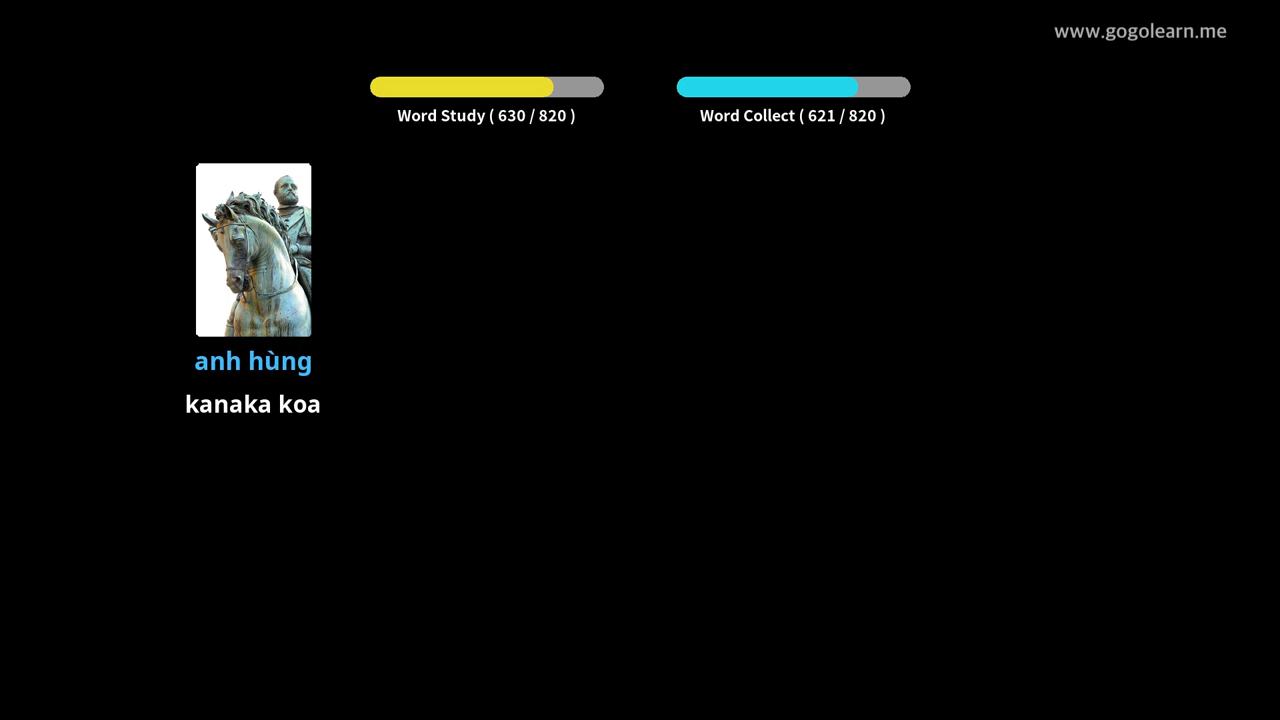 www.gogolearn.me
Word Study ( 630 / 820 )
Word Collect ( 621 / 820 )
anh hùng
kanaka koa